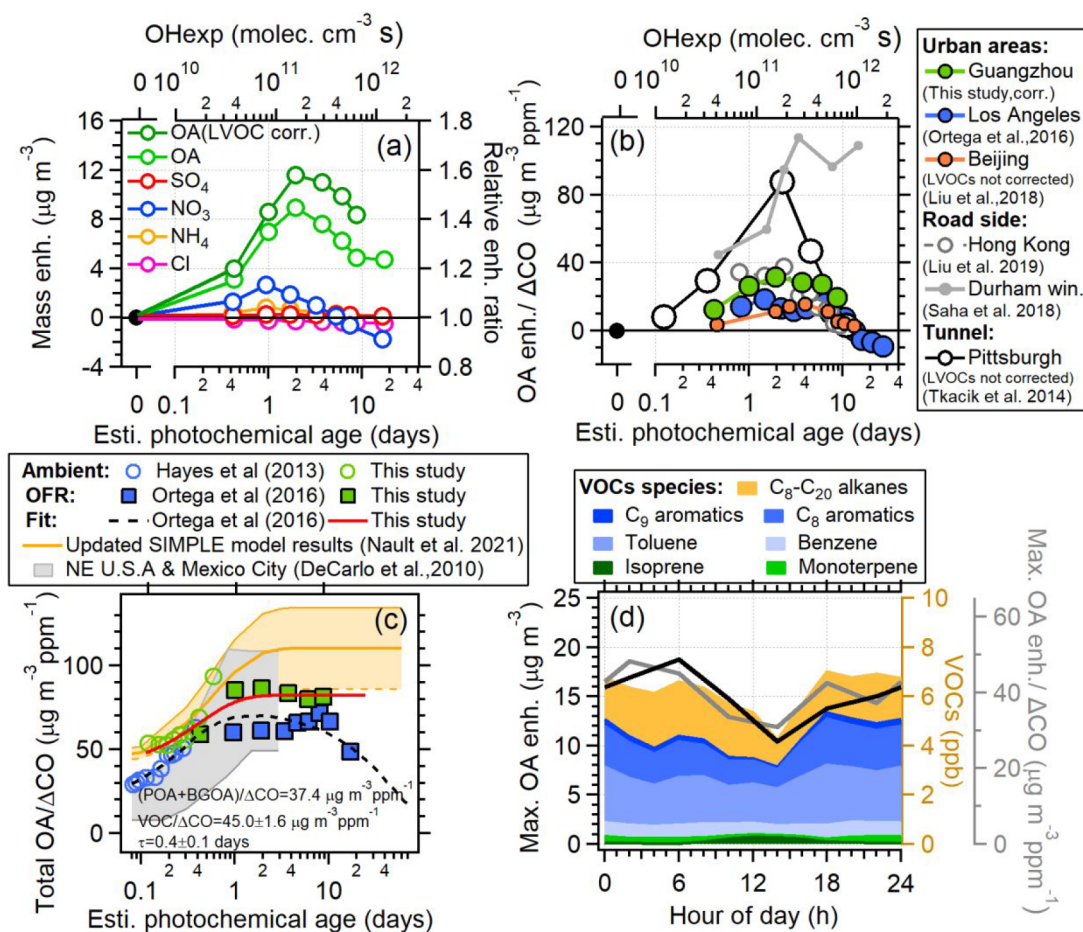 OHexp (molec. cm⁻³ s)
0 10¹⁰ 2 4 10¹¹ 2 4 10¹²
16
12
8
4
0
-4
Mass enh. (µg m⁻³)
OA(LVOC corr.)
OA
SO₄
NO₃
NH₄
Cl
(a)
1.8
1.6
1.4
1.2
1.0
0.8
Relative enh. ratio
0 0.1 2 4 1 2 4 10 2 4
Esti. photochemical age (days)
OHexp (molec. cm⁻³ s)
0 10¹⁰ 2 4 10¹¹ 2 4 10¹²
120
80
40
0
OA enh/ ΔCO (µg m⁻³ ppm⁻¹)
(b)
0 0.1 2 4 1 2 4 10 2 4
Esti. photochemical age (days)
Urban areas:
Guangzhou
(This study,corr.)
Los Angeles
(Ortega et al.,2016)
Beijing
(LVOCs not corrected)
(Liu et al.,2018)
Road side:
Hong Kong
(Liu et al. 2019)
Durham win.
(Saha et al. 2018)
Tunnel:
Pittsburgh
(LVOCs not corrected)
(Tkacik et al. 2014)
Ambient: Hayes et al (2013) This study
OFR: Ortega et al (2016) This study
Fit: Ortega et al (2016) This study
Updated SIMPLE model results (Nault et al. 2021)
NE U.S.A & Mexico City (DeCarlo et al.,2010)
100
50
0
Total OA/ΔCO (µg m⁻³ ppm⁻¹)
(c)
(POA+BGOA)/ΔCO=37.4 µg m⁻³ppm⁻¹
VOC/ΔCO=45.0±1.6 µg m⁻³ppm⁻¹
τ=0.4±0.1 days
0.1 2 4 1 2 4 10 2 4
Esti. photochemical age (days)
VOCs species: C₈-C₂₀ alkanes
C₉ aromatics C₈ aromatics
Toluene Benzene
Isoprene Monoterpene
25
20
15
10
5
0
Max. OA enh. (µg m⁻³)
(d)
10
8
6
4
2
0
VOCs (ppb)
60
40
20
0
Max. OA enh./ ΔCO (µg m⁻³ ppm⁻¹)
0 6 12 18 24
Hour of day (h)